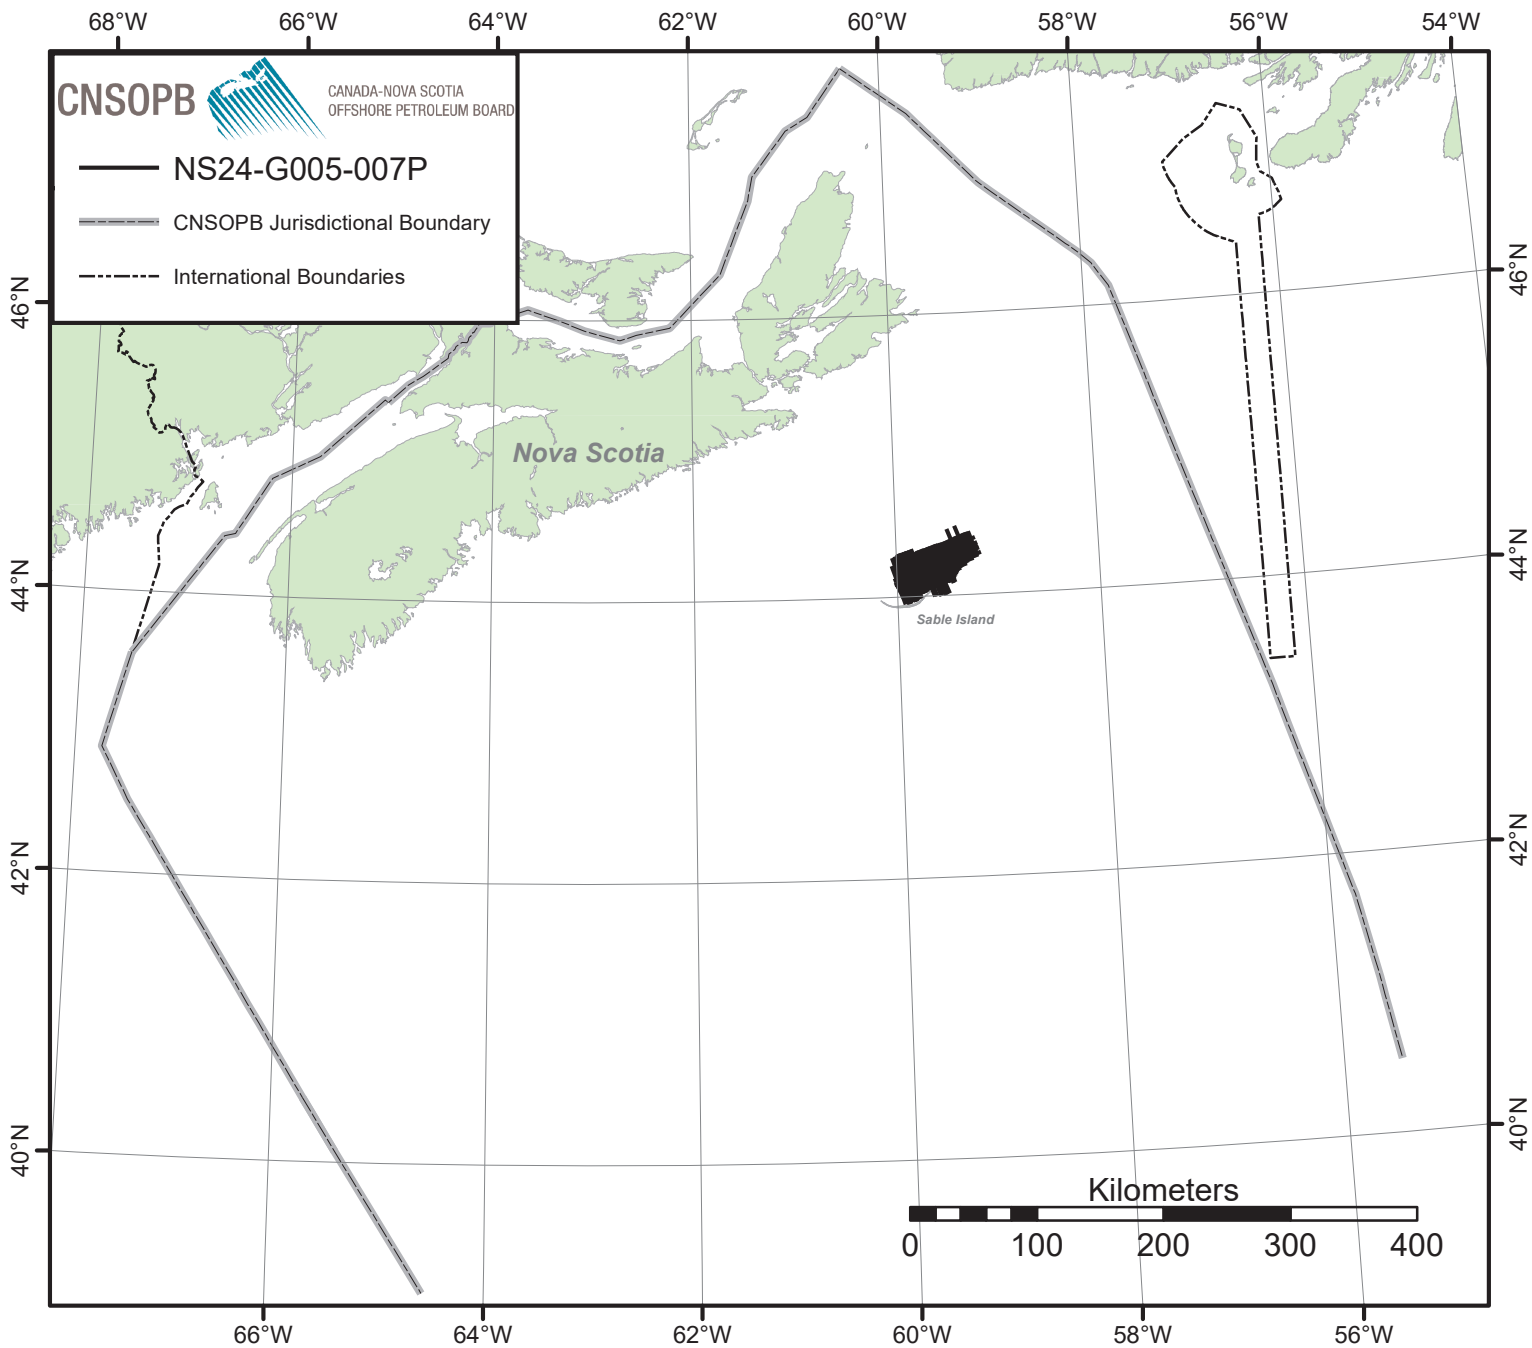 68°W 66°W 64°W 62°W 60°W 58°W 56°W 54°W
CNSOPB
CANADA-NOVA SCOTIA
OFFSHORE PETROLEUM BOARD
NS24-G005-007P
CNSOPB Jurisdictional Boundary
International Boundaries
46°N
46°N
Nova Scotia
44°N
44°N
Sable Island
42°N
42°N
40°N
40°N
Kilometers
0 100 200 300 400
66°W 64°W 62°W 60°W 58°W 56°W